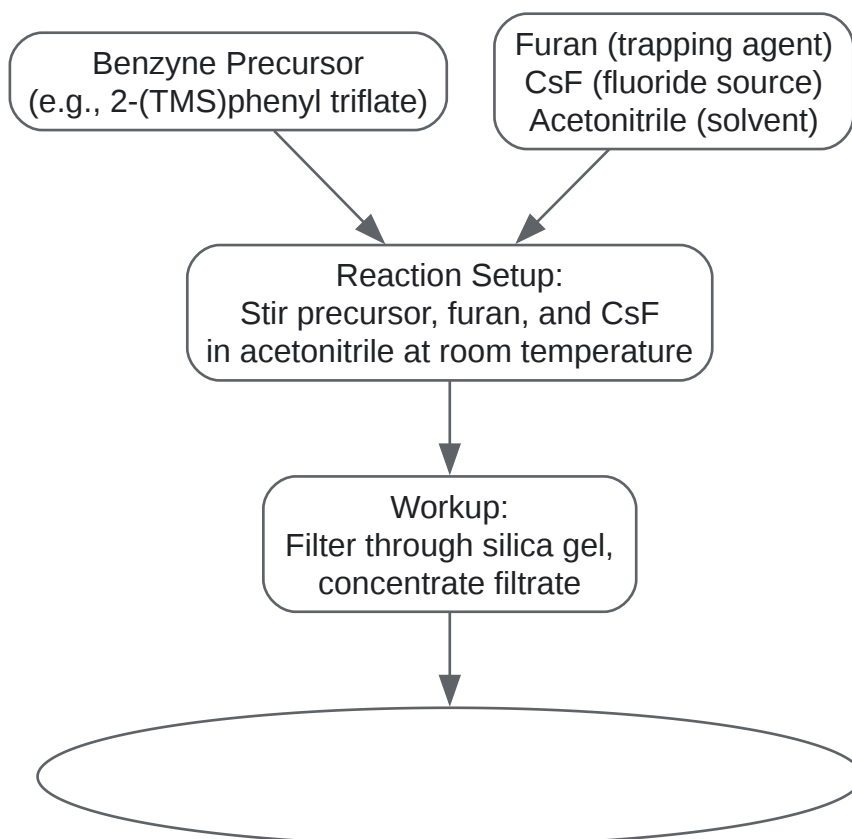 Benzyne Precursor
(e.g., 2-(TMS)phenyl triflate)
Furan (trapping agent)
CsF (fluoride source)
Acetonitrile (solvent)
Reaction Setup:
Stir precursor, furan, and CsF
in acetonitrile at room temperature
Workup:
Filter through silica gel,
concentrate filtrate